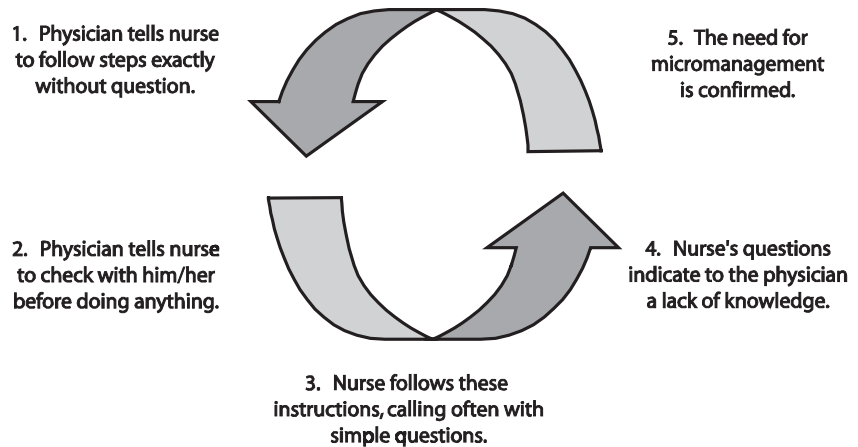 1. Physician tells nurse
to follow steps exactly
without question.
2. Physician tells nurse
to check with him/her
before doing anything.
3. Nurse follows these
instructions, calling often with
simple questions.
4. Nurse's questions
indicate to the physician
a lack of knowledge.
5. The need for
micromanagement
is confirmed.